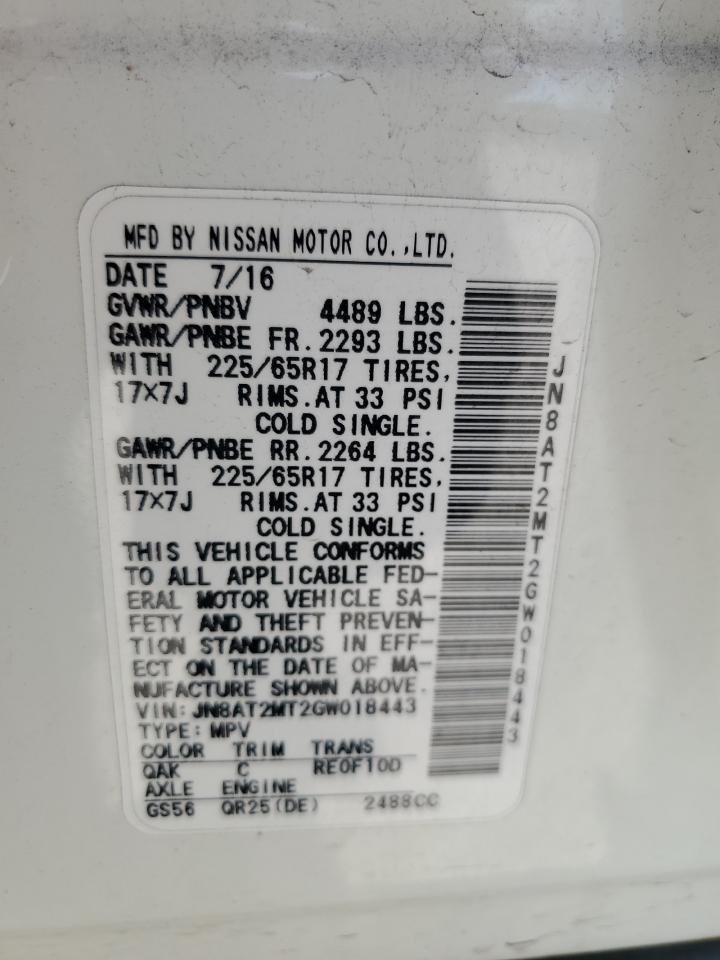 MFD BY NISSAN MOTOR CO.,LTD.
DATE 7/16
GVWR/PNBV 4489 LBS.
GAWR/PNBE FR. 2293 LBS.
WITH 225/65R17 TIRES,
17X7J RIMS. AT 33 PSI
COLD SINGLE.
GAWR/PNBE RR. 2264 LBS.
WITH 225/65R17 TIRES.
17X7J RIMS. AT 33 PSI
COLD SINGLE.
THIS VEHICLE CONFORMS
TO ALL APPLICABLE FED-
ERAL MOTOR VEHICLE SA-
FETY AND THEFT PREVEN-
TION STANDARDS IN EFF-
ECT ON THE DATE OF MA-
NUFACTURE SHOWN ABOVE.
VIN: JN8AT2MT2GW018443
TYPE: MPV
COLOR TRIM TRANS
QAK C RE0F10D
AXLE ENGINE
GS56 QR25(DE) 2488CC
JN8AT2MT2GW018443